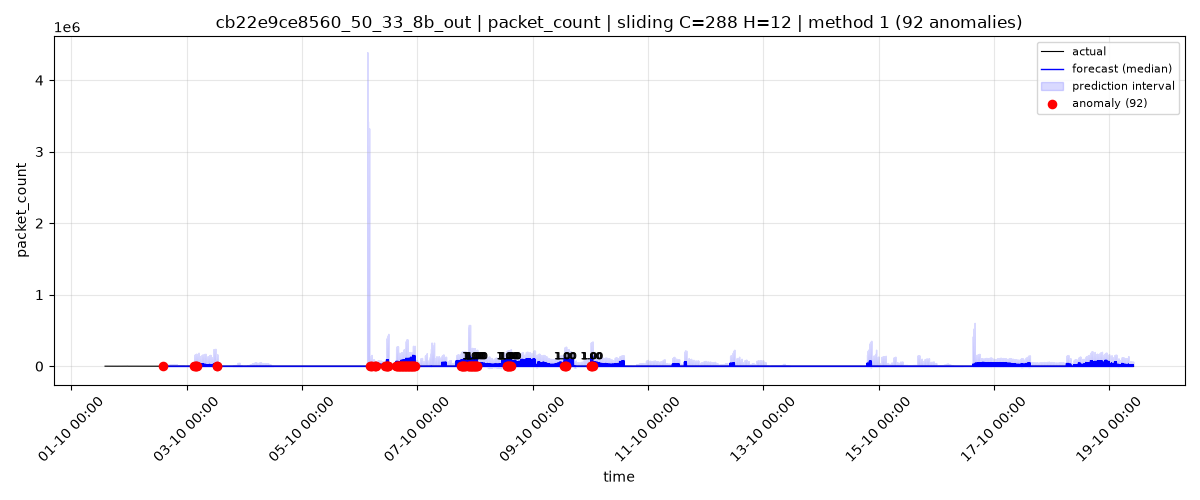 cb22e9ce8560_50_33_8b_out | packet_count | sliding C=288 H=12 | method 1 (92 anomalies)
1e6
actual
forecast (median)
prediction interval
anomaly (92)
4
3
2
1
0
packet_count
1.00 1.00
01-10 00:00
03-10 00:00
05-10 00:00
07-10 00:00
09-10 00:00
11-10 00:00
13-10 00:00
15-10 00:00
17-10 00:00
19-10 00:00
time